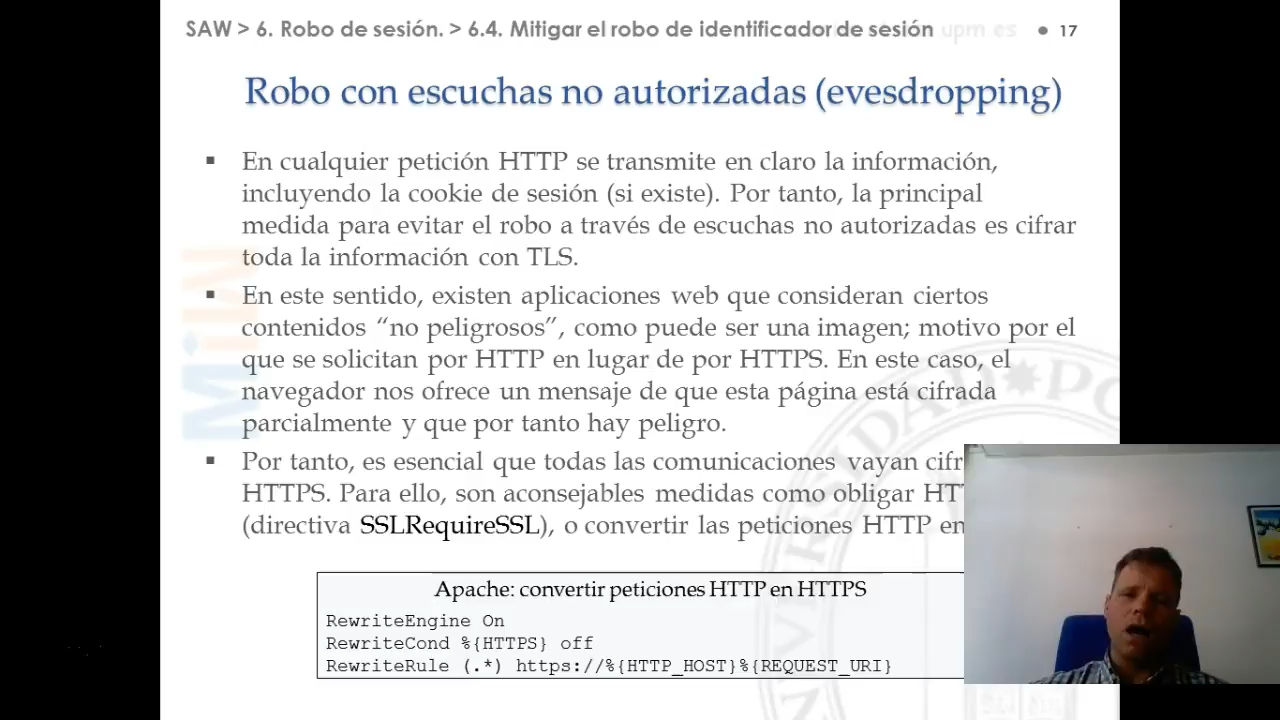 SAW > 6. Robo de sesión. > 6.4. Mitigar el robo de identificador de sesión upm es • 17
Robo con escuchas no autorizadas (evesdropping)
▪ En cualquier petición HTTP se transmite en claro la información,
incluyendo la cookie de sesión (si existe). Por tanto, la principal
medida para evitar el robo a través de escuchas no autorizadas es cifrar
toda la información con TLS.
▪ En este sentido, existen aplicaciones web que consideran ciertos
contenidos “no peligrosos”, como puede ser una imagen; motivo por el
que se solicitan por HTTP en lugar de por HTTPS. En este caso, el
navegador nos ofrece un mensaje de que esta página está cifrada
parcialmente y que por tanto hay peligro.
▪ Por tanto, es esencial que todas las comunicaciones vayan cifr
HTTPS. Para ello, son aconsejables medidas como obligar HT
(directiva SSLRequireSSL), o convertir las peticiones HTTP en
Apache: convertir peticiones HTTP en HTTPS
RewriteEngine On
RewriteCond %{HTTPS} off
RewriteRule (.*) https://%{HTTP_HOST}%{REQUEST_URI}
MiW